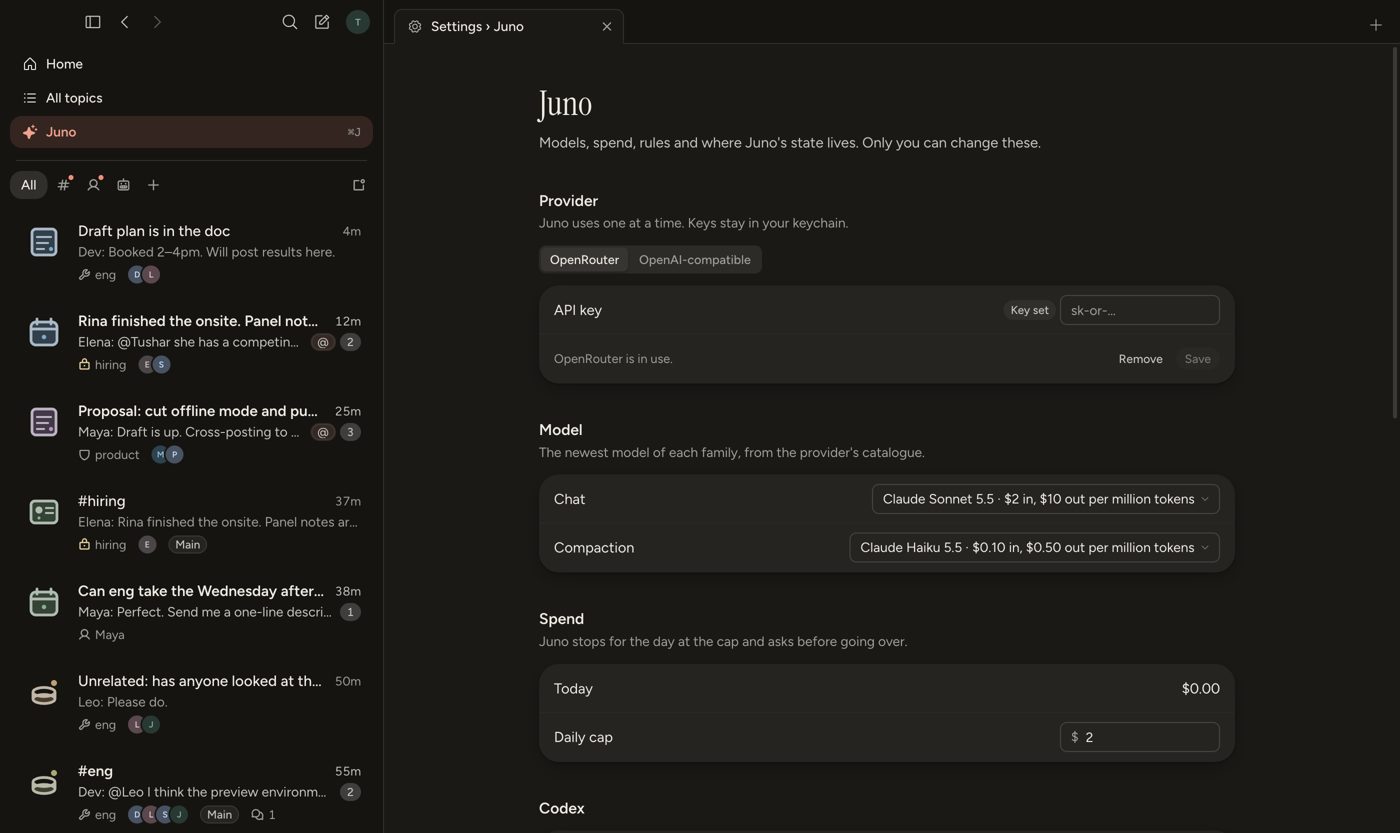 T
Home
All topics
Juno ⌘J
All
Draft plan is in the doc 4m
Dev: Booked 2–4pm. Will post results here.
eng D L
Rina finished the onsite. Panel not... 12m
Elena: @Tushar she has a competin... @ 2
hiring E S
Proposal: cut offline mode and pu... 25m
Maya: Draft is up. Cross-posting to ... @ 3
product M P
#hiring 37m
Elena: Rina finished the onsite. Panel notes ar...
hiring E Main
Can eng take the Wednesday after... 38m
Maya: Perfect. Send me a one-line descri... 1
Maya
Unrelated: has anyone looked at th... 50m
Leo: Please do.
eng L J
#eng 55m
Dev: @Leo I think the preview environm... 2
eng D L S J Main 1
Settings › Juno
Juno
Models, spend, rules and where Juno's state lives. Only you can change these.
Provider
Juno uses one at a time. Keys stay in your keychain.
OpenRouter OpenAI-compatible
API key Key set sk-or-...
OpenRouter is in use. Remove Save
Model
The newest model of each family, from the provider's catalogue.
Chat Claude Sonnet 5.5 · $2 in, $10 out per million tokens
Compaction Claude Haiku 5.5 · $0.10 in, $0.50 out per million tokens
Spend
Juno stops for the day at the cap and asks before going over.
Today $0.00
Daily cap $ 2
Codex